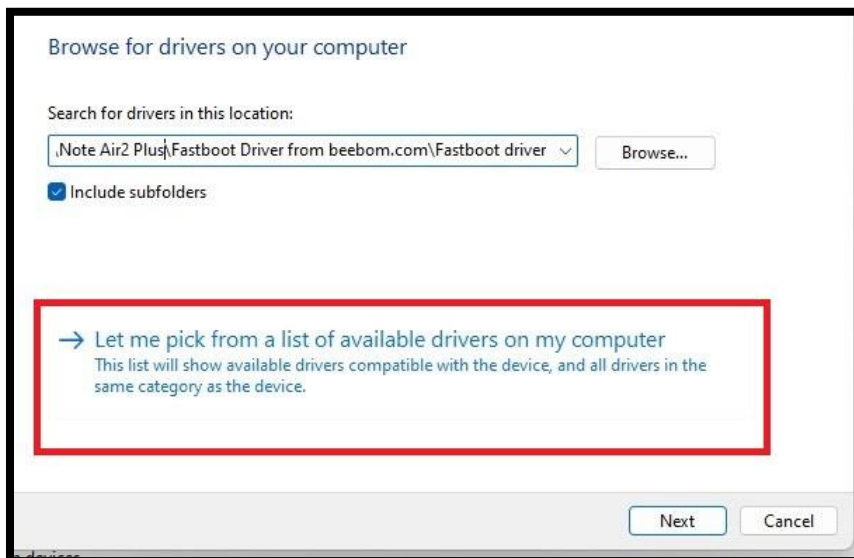 Browse for drivers on your computer
Search for drivers in this location:
Note Air2 Plus\Fastboot Driver from beebom.com\Fastboot driver
Browse...
Include subfolders
Let me pick from a list of available drivers on my computer
This list will show available drivers compatible with the device, and all drivers in the
same category as the device.
Next
Cancel
devices